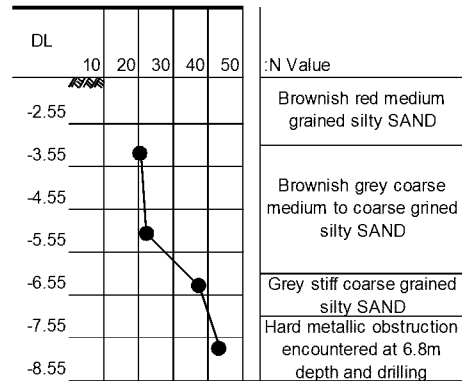 DL
10 20 30 50 :N Value
-2.55
-3.55
-4.55
-5.55
-6.55
-7.55
-8.55
Brownish red medium
grained silty SAND
Brownish grey coarse
medium to coarse grined
silty SAND
Grey stiff coarse grained
silty SAND
Hard metallic obstruction
encountered at 6.8m
depth and drilling